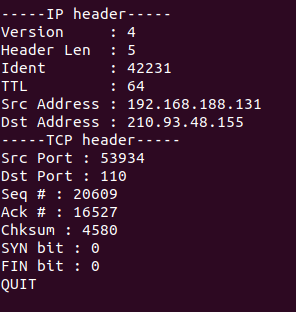 -----IP header-----
Version     : 4
Header Len  : 5
Ident       : 42231
TTL         : 64
Src Address : 192.168.188.131
Dst Address : 210.93.48.155
-----TCP header-----
Src Port : 53934
Dst Port : 110
Seq # : 20609
Ack # : 16527
Chksum : 4580
SYN bit : 0
FIN bit : 0
QUIT